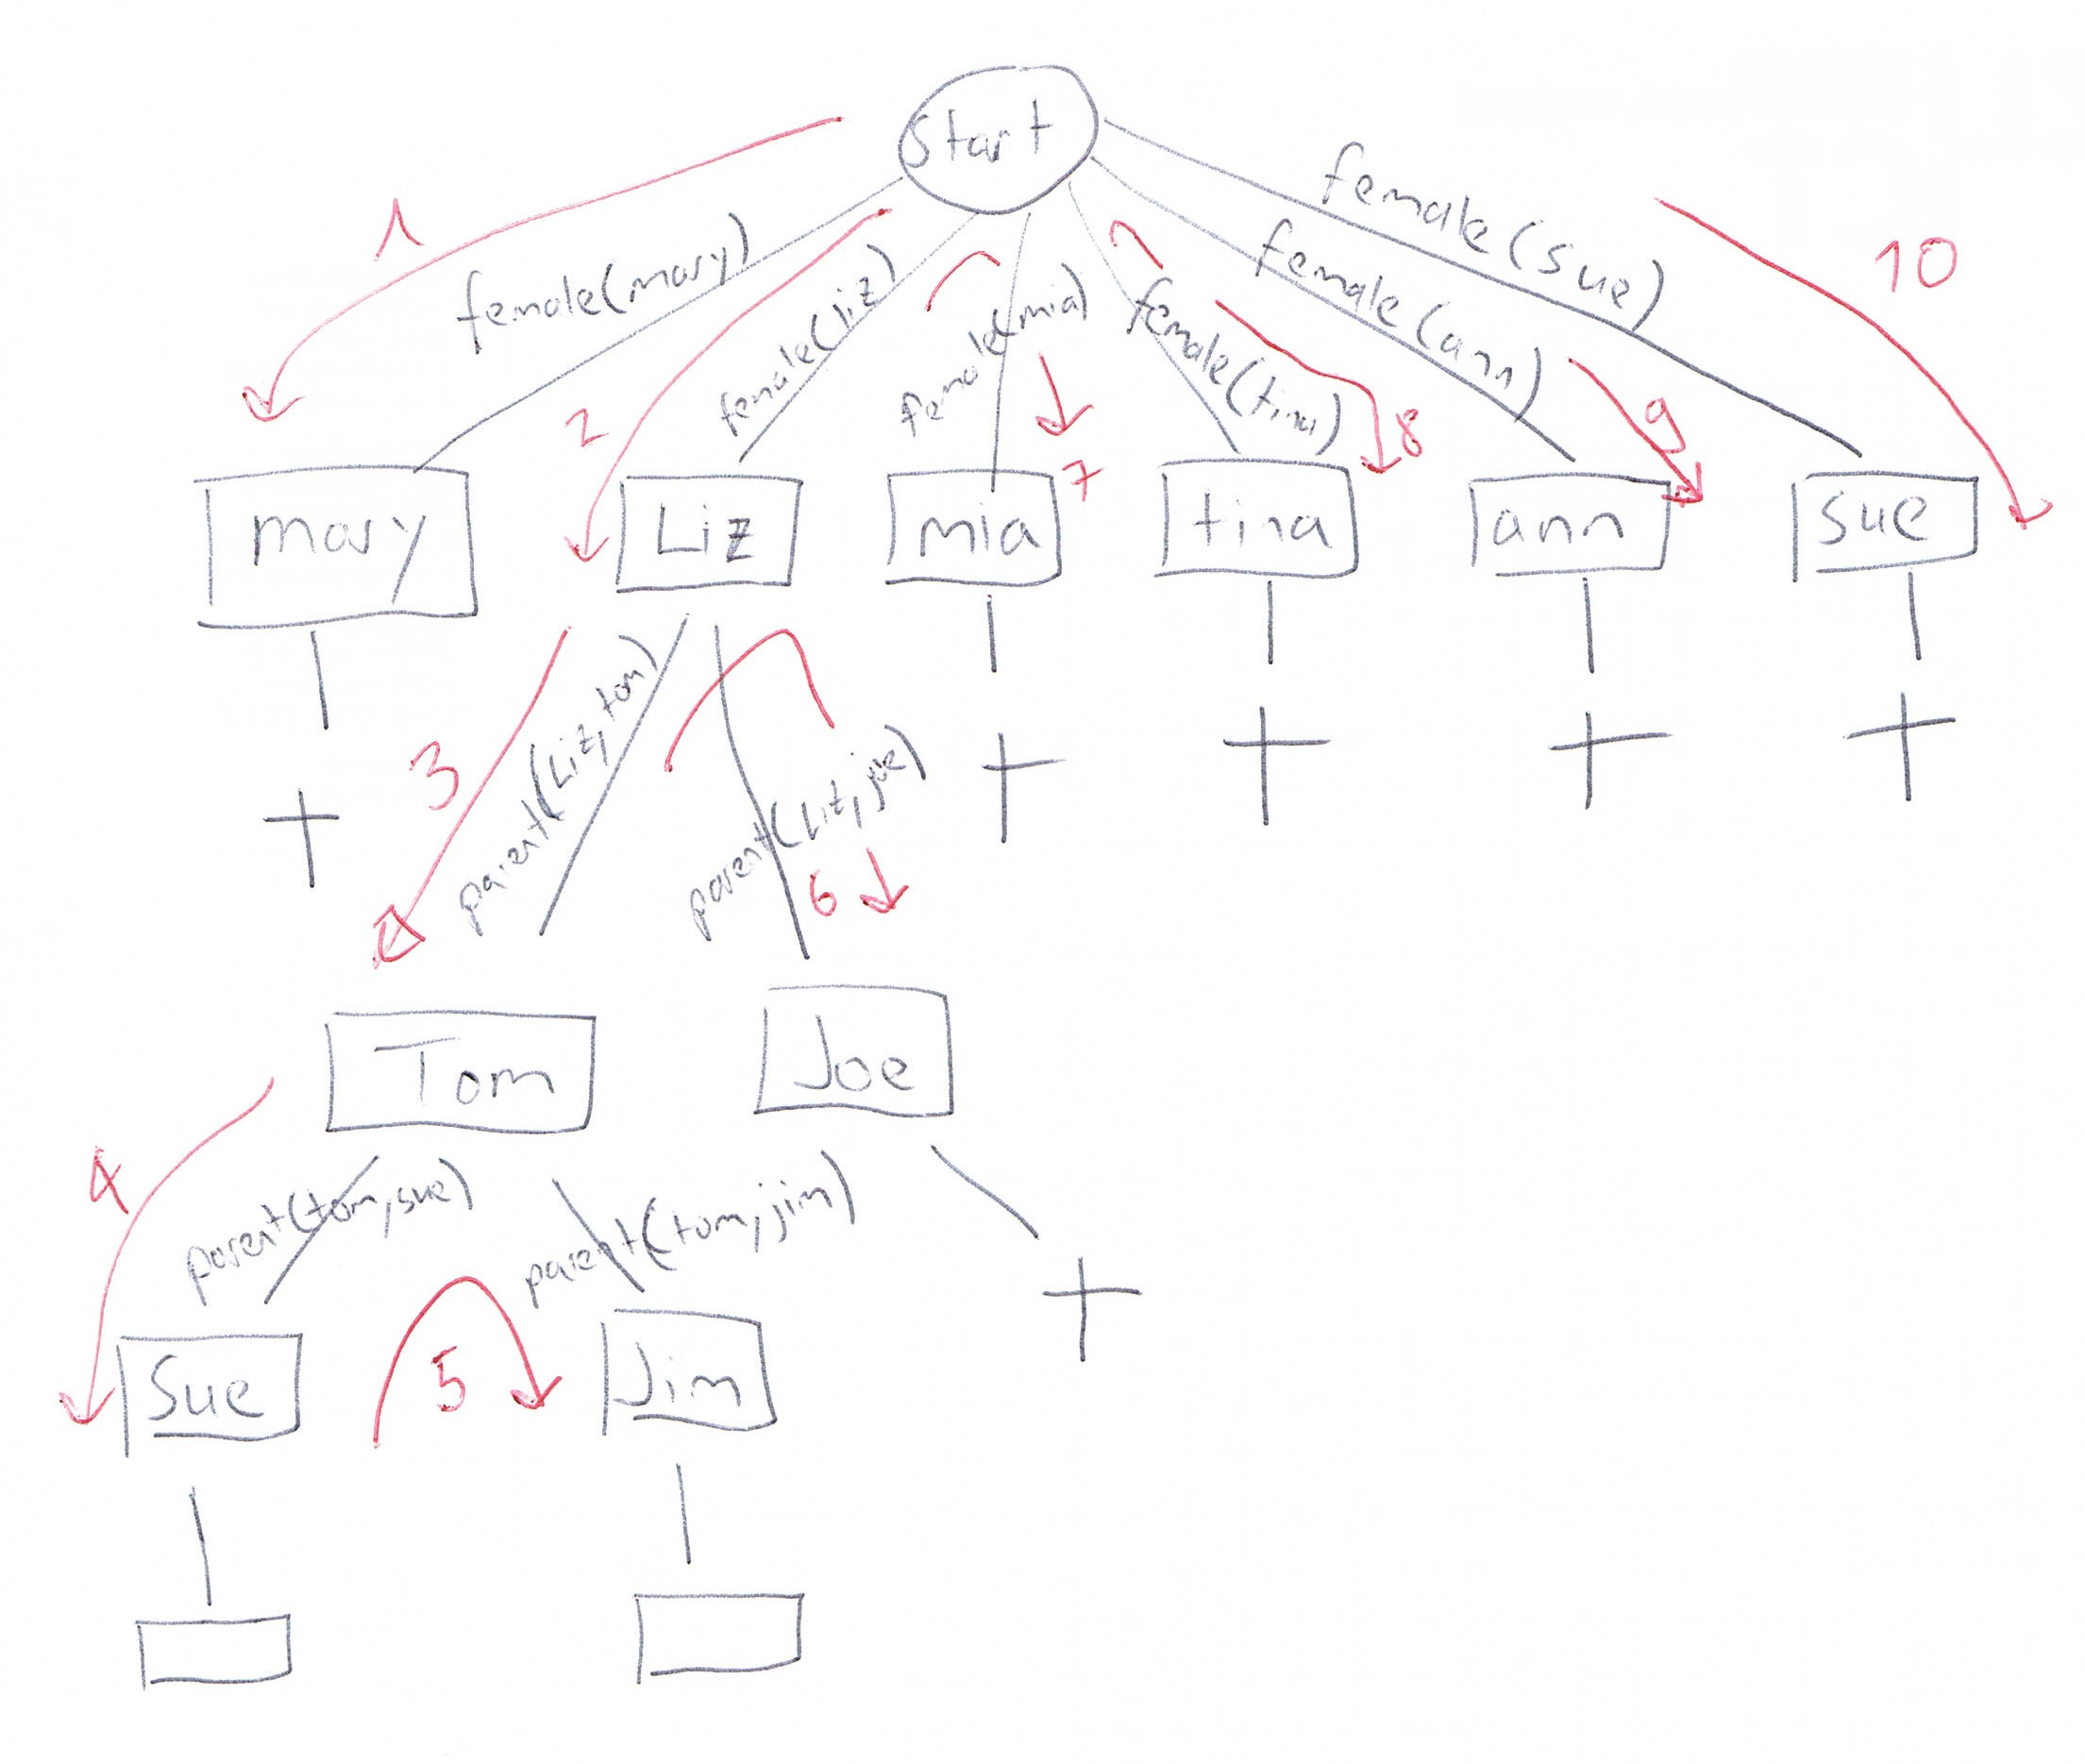 Start
1
female(mary)
2
female(liz)
female(mia)
7
female(tina)
8
female(ann)
9
female(sue)
10
mary
Liz
mia
tina
ann
sue
3
parent(Liz, tom)
parent(Liz, joe)
6
Tom
Joe
4
parent(tom, sue)
parent(tom, jim)
5
Sue
Jim